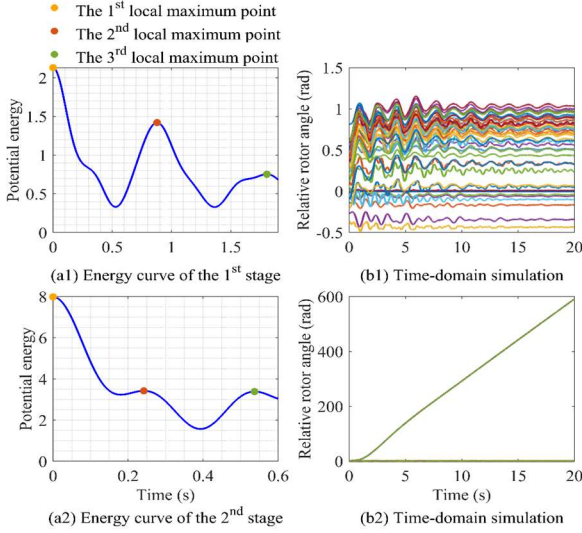 The 1st local maximum point
The 2nd local maximum point
The 3rd local maximum point
2
1.5
1
0.5
0
0 0.5 1 1.5
Potential energy
(a1) Energy curve of the 1st stage
1.5
1
0.5
0
-0.5
0 5 10 15 20
Relative rotor angle (rad)
(b1) Time-domain simulation
8
6
4
2
0
0 0.2 0.4 0.6
Potential energy
Time (s)
(a2) Energy curve of the 2nd stage
600
400
200
0
0 5 10 15 20
Relative rotor angle (rad)
Time (s)
(b2) Time-domain simulation